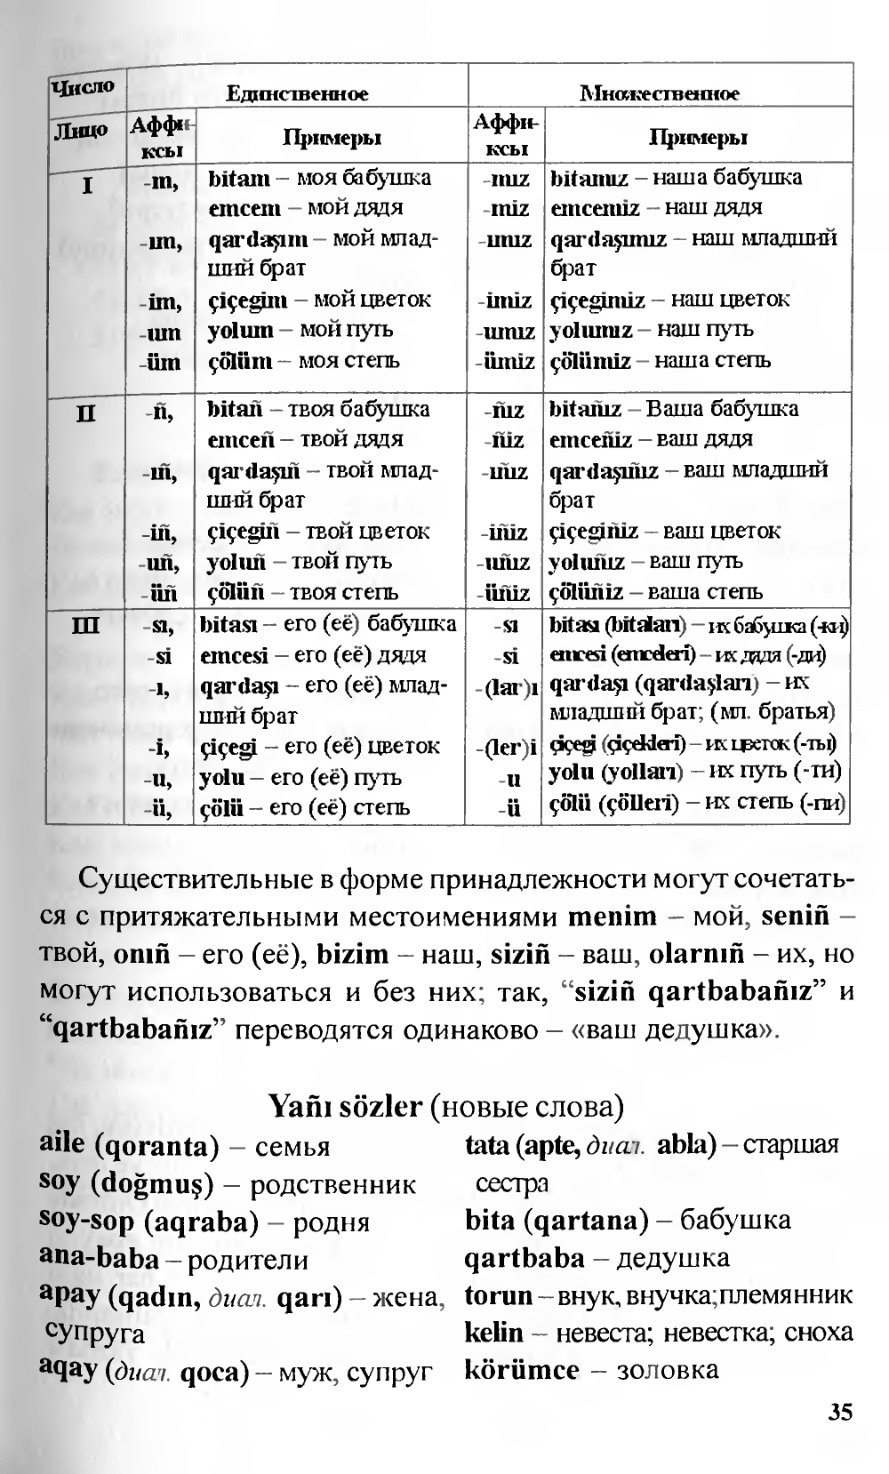 Число Единственное Множественное
Лицо Аффи- Примеры Аффи- Примеры
ксы ксы
I -m, bitam – моя бабушка -mız bitamız – наша бабушка
emcem – мой дядя -miz emcemiz – наш дядя
-ım, qardaşım – мой млад- -ımız qardaşımız – наш младший
ший брат брат
-im, çiçegim – мой цветок -imiz çiçegimiz – наш цветок
-um yolum – мой путь -umız yolumız – наш путь
-üm çölüm – моя степь -ümiz çölümiz – наша степь
II -ñ, bitañ – твоя бабушка -ñız bitañız – Ваша бабушка
emceñ – твой дядя -ñiz emceñiz – ваш дядя
-ıñ, qardaşıñ – твой млад- -ıñız qardaşıñız – ваш младший
ший брат брат
-iñ, çiçegiñ – твой цветок -iñiz çiçegiñiz – ваш цветок
-uñ, yoluñ – твой путь -uñız yoluñız – ваш путь
-üñ çölüñ – твоя степь -üñiz çölüñiz – ваша степь
III -sı, bitası – его (её) бабушка -sı bitası (bitaları) – их бабушка (-ки)
-si emcesi – его (её) дядя -si emcesi (emceleri) – их дядя (-ди)
-ı, qardaşı – его (её) млад- -(lar)ı qardaşı (qardaşları) – их
ший брат младший брат; (мл. братья)
-i, çiçegi – его (её) цветок -(ler)i çiçegi (çiçekleri) – их цветок (-ты)
-u, yolu – его (её) путь -u yolu (yolları) – их путь (-ти)
-ü, çölü – его (её) степь -ü çölü (çölleri) – их степь (-пи)
Существительные в форме принадлежности могут сочетать-
ся с притяжательными местоимениями menim – мой, seniñ –
твой, onıñ – его (её), bizim – наш, siziñ – ваш, olarnıñ – их, но
могут использоваться и без них; так, “siziñ qartbabañız” и
“qartbabañız” переводятся одинаково – «ваш дедушка».
Yañı sözler (новые слова)
aile (qoranta) – семья
soy (doğmuş) – родственник
soy-sop (aqraba) – родня
ana-baba – родители
apay (qadın, диал. qarı) – жена,
супруга
aqay (диал. qoca) – муж, супруг
tata (apte, диал. abla) – старшая
сестра
bita (qartana) – бабушка
qartbaba – дедушка
torun – внук, внучка; племянник
kelin – невеста; невестка; сноха
körümce – золовка
35